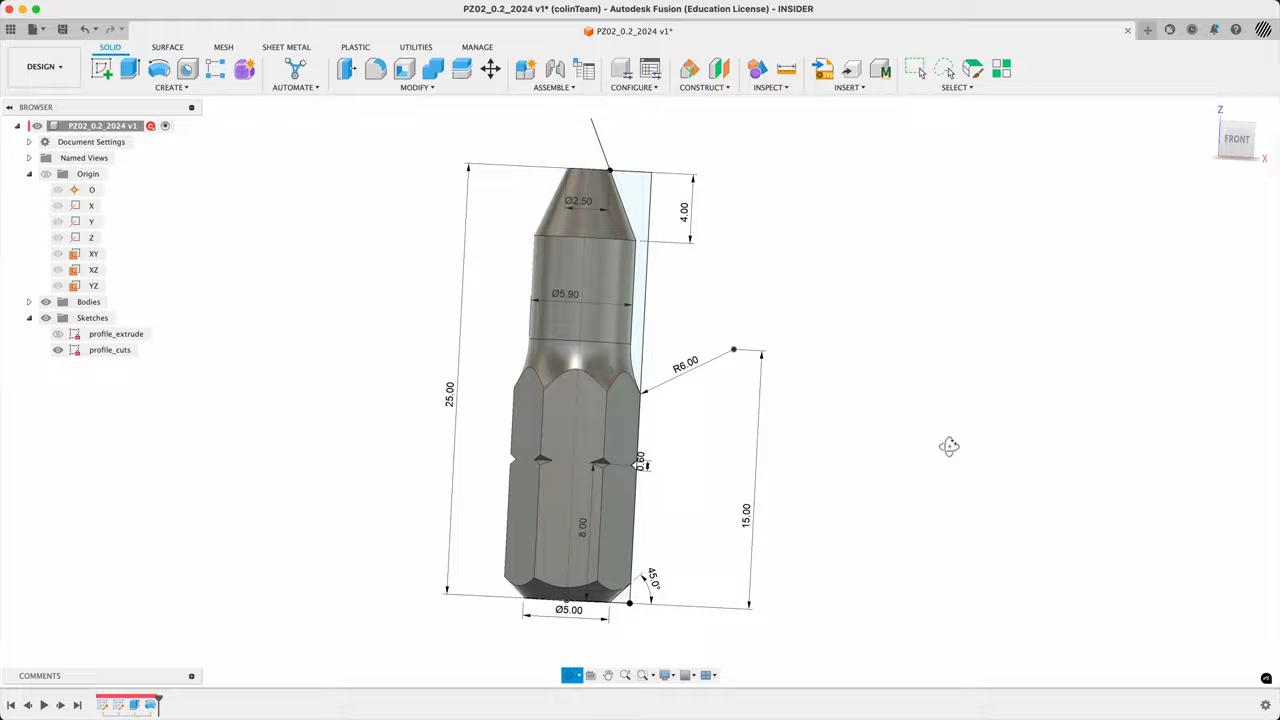 PZ02_0.2_2024 v1* (colinTeam) - Autodesk Fusion (Education License) - INSIDER
PZ02_0.2_2024 v1*
SOLID SURFACE MESH SHEET METAL PLASTIC UTILITIES MANAGE
DESIGN
CREATE AUTOMATE MODIFY ASSEMBLE CONFIGURE CONSTRUCT INSPECT INSERT SELECT
BROWSER
PZ02_0.2_2024 v1
Document Settings
Named Views
Origin
O
X
Y
Z
XY
XZ
YZ
Bodies
Sketches
profile_extrude
profile_cuts
Z
FRONT
X
Ø2.50
4.00
Ø5.90
R6.00
25.00
0.60
8.00
15.00
45.0°
Ø5.00
COMMENTS